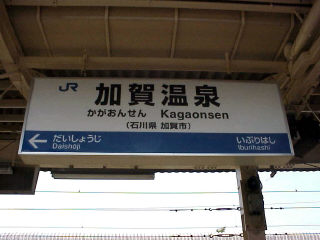 JR 加賀温泉
かがおんせん Kagaonsen
(石川県 加賀市)
だいしょうじ いぶりはし
Daishōji Iburihashi